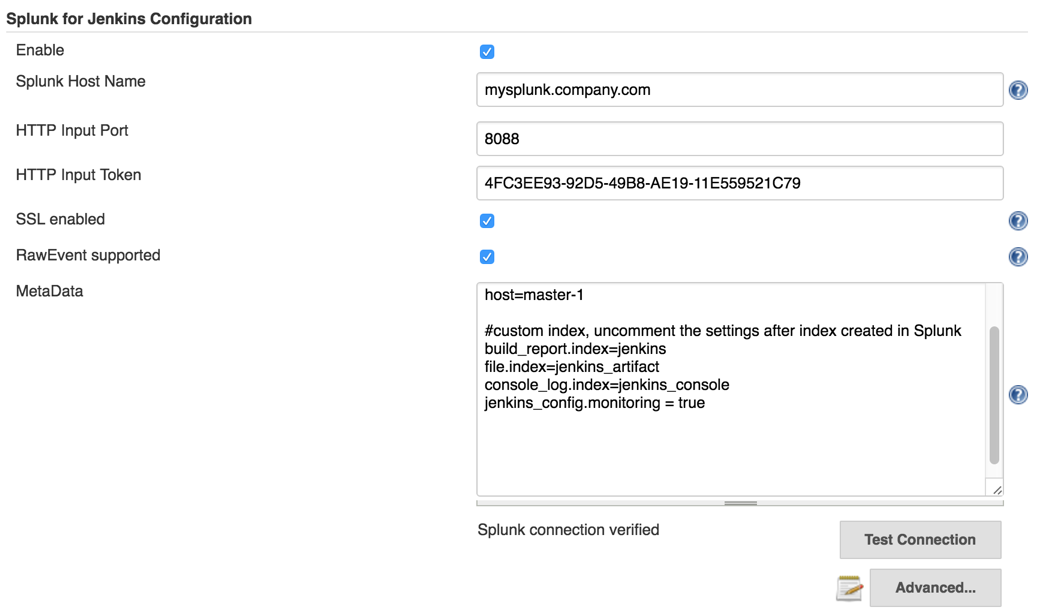 Splunk for Jenkins Configuration
Enable
Splunk Host Name
mysplunk.company.com
HTTP Input Port
8088
HTTP Input Token
4FC3EE93-92D5-49B8-AE19-11E559521C79
SSL enabled
RawEvent supported
MetaData
host=master-1
#custom index, uncomment the settings after index created in Splunk
build_report.index=jenkins
file.index=jenkins_artifact
console_log.index=jenkins_console
jenkins_config.monitoring = true
Splunk connection verified
Test Connection
Advanced...